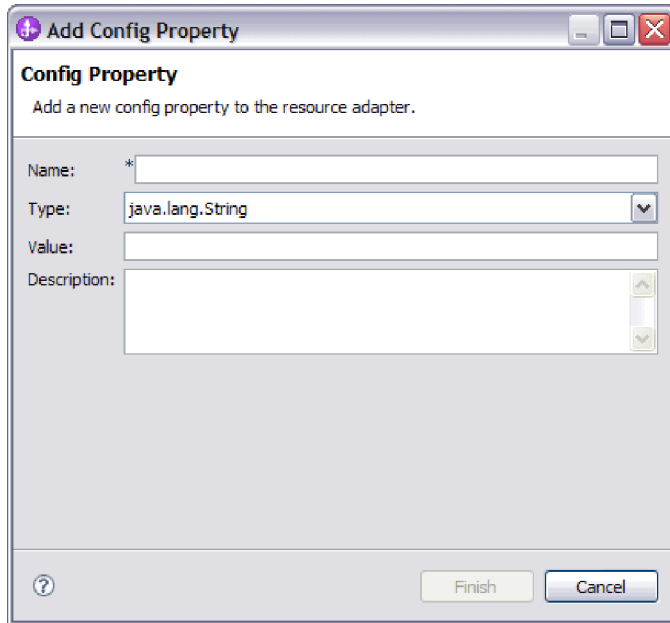 Add Config Property
Config Property
Add a new config property to the resource adapter.
Name: *
Type: java.lang.String
Value:
Description:
? Finish Cancel